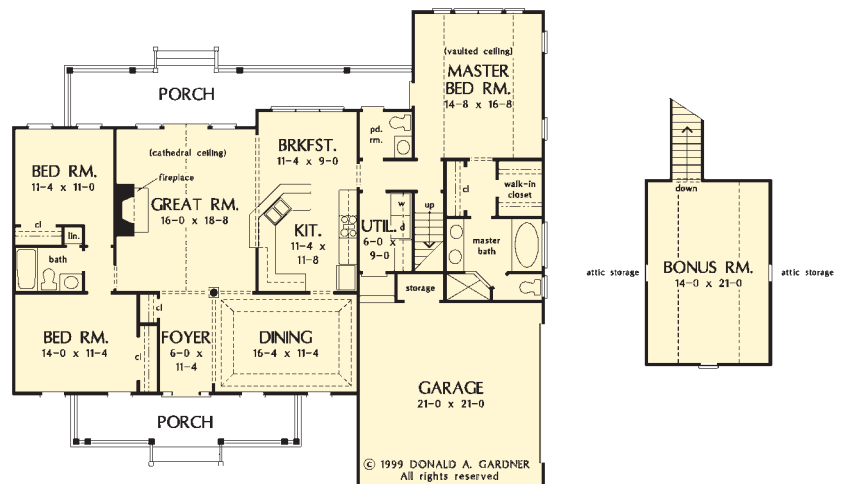 (vaulted ceiling)
MASTER
BED RM.
14-8 x 16-8
PORCH
BED RM.
11-4 x 11-0
(cathedral ceiling)
fireplace
GREAT RM.
16-0 x 18-8
BRKFST.
11-4 x 9-0
pd.
rm.
cl
walk-in
closet
cl
lin.
bath
KIT.
11-4 x
11-8
UTIL.
6-0 x
9-0
w
d
up
master
bath
storage
down
attic storage
BONUS RM.
14-0 x 21-0
attic storage
BED RM.
14-0 x 11-4
cl
cl
FOYER
6-0 x
11-4
DINING
16-4 x 11-4
GARAGE
21-0 x 21-0
PORCH
© 1999 DONALD A. GARDNER
All rights reserved